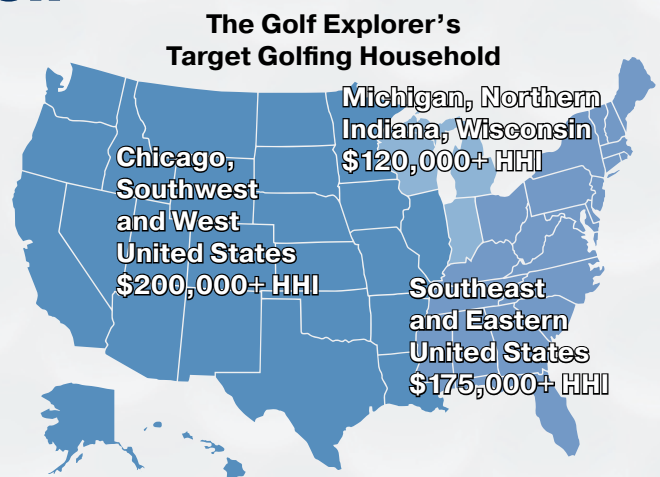 The Golf Explorer's
Target Golfing Household
Michigan, Northern
Indiana, Wisconsin
$120,000+ HHI
Chicago,
Southwest
and West
United States
$200,000+ HHI
Southeast
and Eastern
United States
$175,000+ HHI